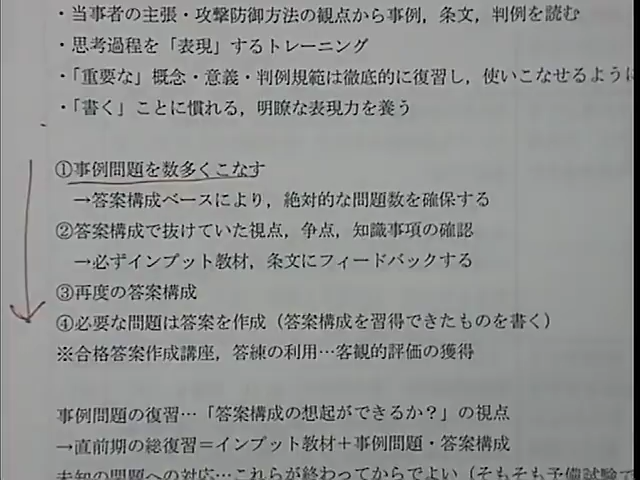 ・当事者の主張・攻撃防御方法の観点から事例，条文，判例を読む
・思考過程を「表現」するトレーニング
・「重要な」概念・意義・判例規範は徹底的に復習し，使いこなせるように
・「書く」ことに慣れる，明瞭な表現力を養う
①事例問題を数多くこなす
→答案構成ベースにより，絶対的な問題数を確保する
②答案構成で抜けていた視点，争点，知識事項の確認
→必ずインプット教材，条文にフィードバックする
③再度の答案構成
④必要な問題は答案を作成（答案構成を習得できたものを書く）
※合格答案作成講座，答練の利用…客観的評価の獲得
事例問題の復習…「答案構成の想起ができるか？」の視点
→直前期の総復習＝インプット教材＋事例問題・答案構成
未知の問題への対応…これらが終わってからでよい（そもそも予備試験で